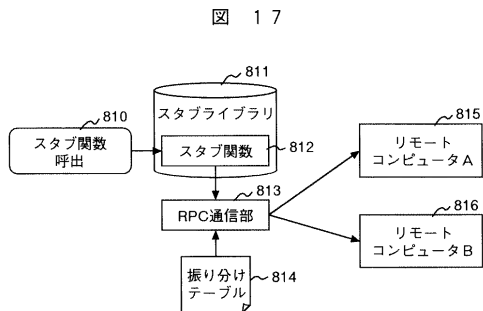 図 17
811
810
スタブライブラリ
815
スタブ関数
呼出
スタブ関数
812
リモート
コンピュータA
813
816
RPC通信部
リモート
コンピュータB
振り分け
テーブル
814